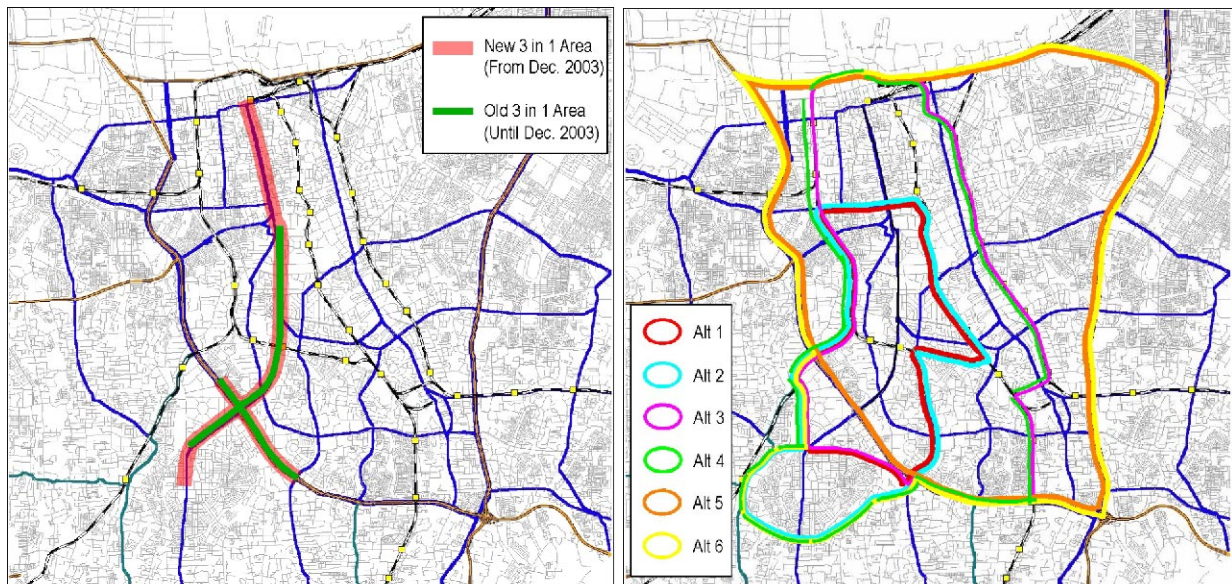 New 3 in 1 Area
(From Dec. 2003)
Old 3 in 1 Area
(Until Dec. 2003)
Alt 1
Alt 2
Alt 3
Alt 4
Alt 5
Alt 6